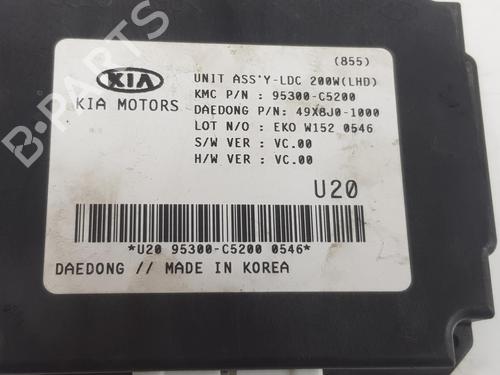 (855)
KIA
KIA MOTORS
UNIT ASS'Y-LDC 200W(LHD)
KMC P/N : 95300-C5200
DAEDONG P/N: 49X8J0-1000
LOT N/O : EKO W152 0546
S/W VER : VC.00
H/W VER : VC.00
U20
*U20 95300-C5200 0546*
DAEDONG // MADE IN KOREA
B-PARTS